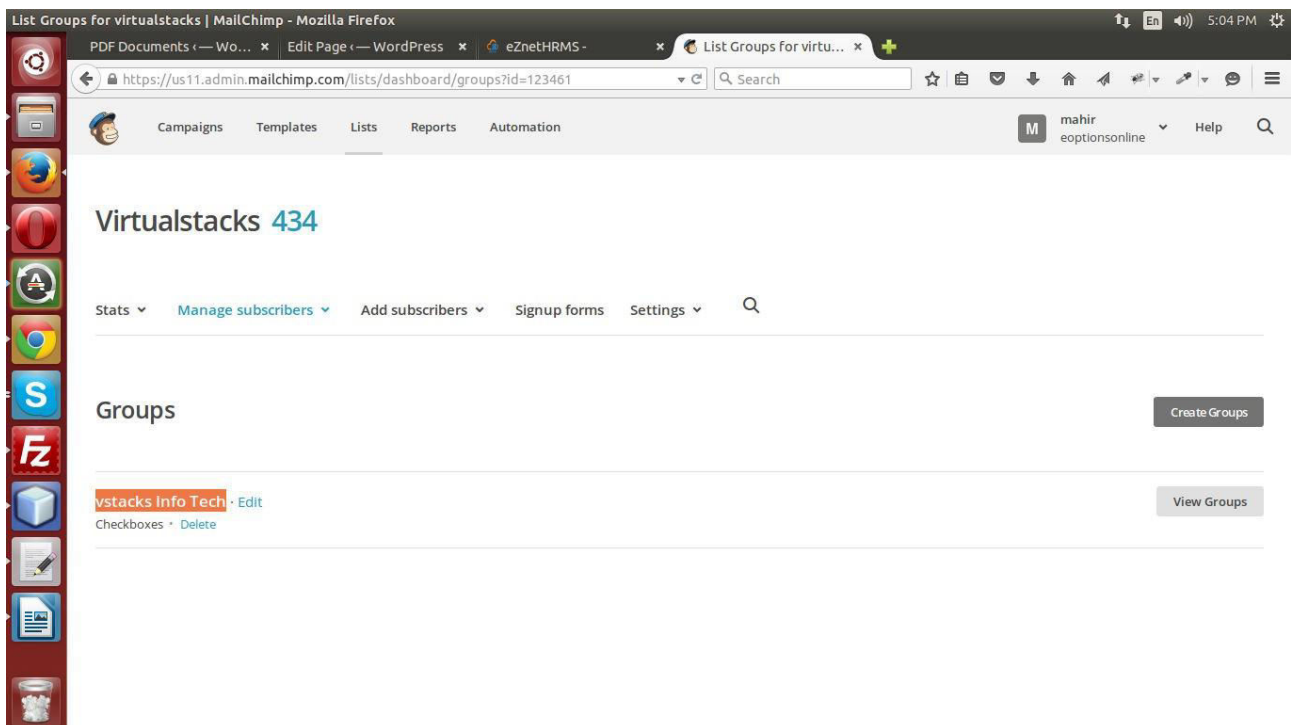 List Groups for virtualstacks | MailChimp - Mozilla Firefox
En 5:04 PM
PDF Documents ‹ — Wo... × Edit Page ‹ — WordPress × eZnetHRMS - × List Groups for virtu... ×
https://us11.admin.mailchimp.com/lists/dashboard/groups?id=123461 Search
Campaigns Templates Lists Reports Automation M mahir Help
eoptionsonline
Virtualstacks 434
Stats Manage subscribers Add subscribers Signup forms Settings
Groups Create Groups
vstacks Info Tech · Edit View Groups
Checkboxes · Delete
S
Fz